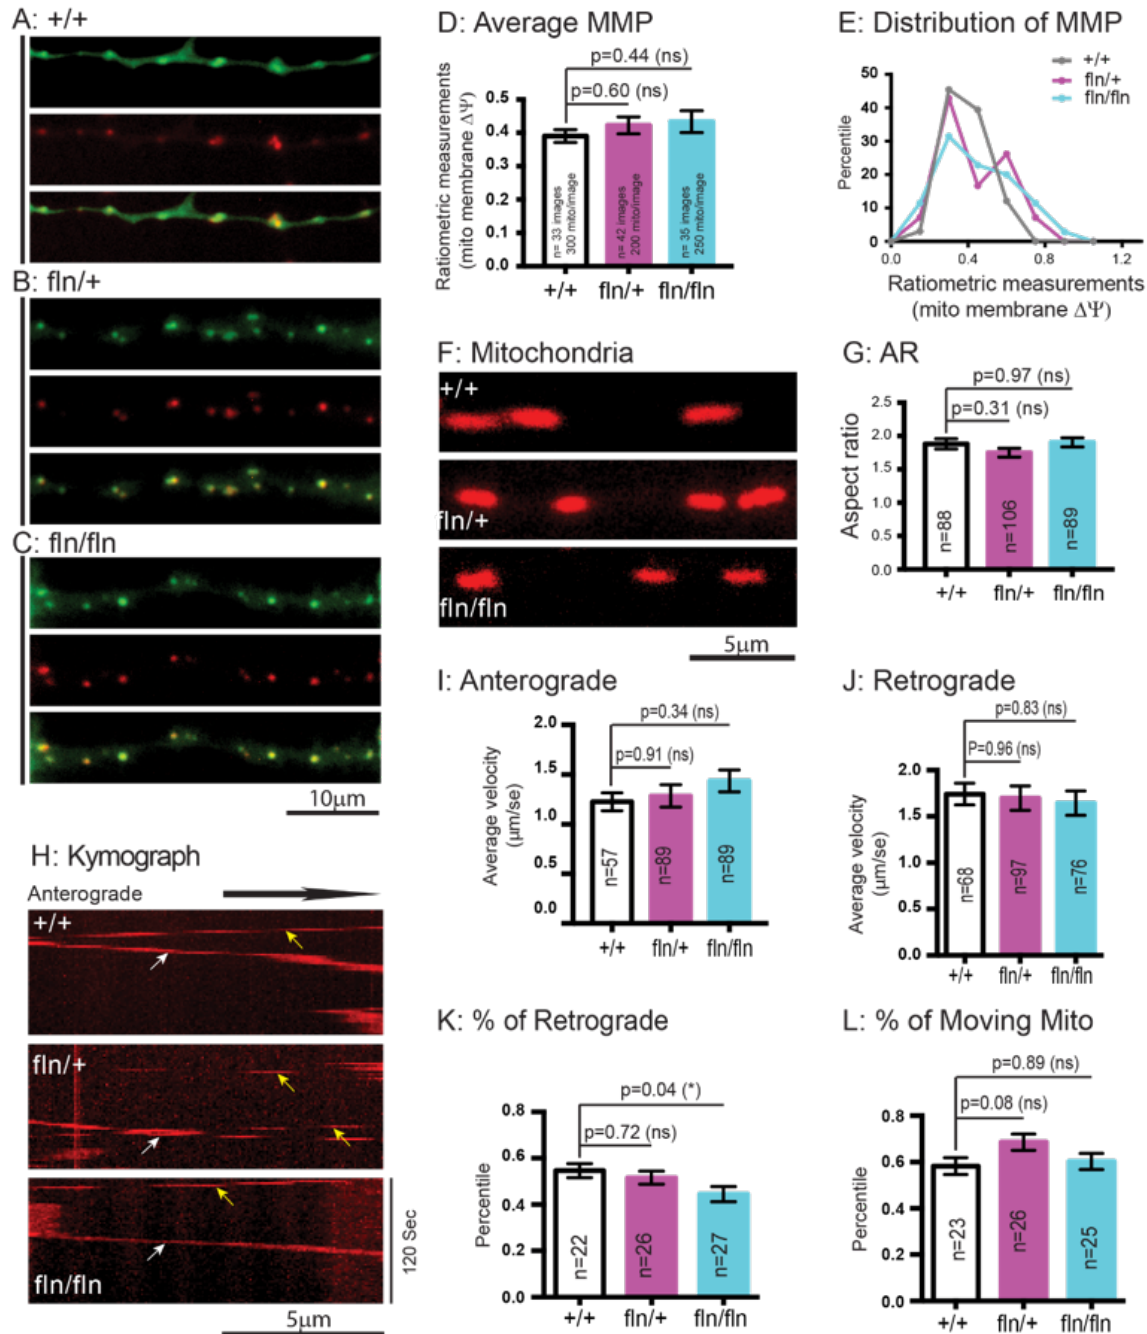 A: +/+
B: fln/+
C: fln/fln
10μm
D: Average MMP
p=0.44 (ns)
p=0.60 (ns)
Ratiometric measurements
(mito membrane ΔΨ)
0.5
0.4
0.3
0.2
0.1
0.0
n= 33 images
300 mito/image
n= 42 images
200 mito/image
n= 35 images
250 mito/image
+/+
fln/+
fln/fln
E: Distribution of MMP
+/+
fln/+
fln/fln
Percentile
50
40
30
20
10
0
0.0
0.4
0.8
1.2
Ratiometric measurements
(mito membrane ΔΨ)
F: Mitochondria
+/+
fln/+
fln/fln
5μm
G: AR
p=0.97 (ns)
p=0.31 (ns)
Aspect ratio
2.5
2.0
1.5
1.0
0.5
0.0
n=88
n=106
n=89
+/+
fln/+
fln/fln
H: Kymograph
Anterograde
+/+
fln/+
fln/fln
120 Sec
5μm
I: Anterograde
p=0.34 (ns)
p=0.91 (ns)
Average velocity
(μm/se)
2.0
1.5
1.0
0.5
0.0
n=57
n=89
n=89
+/+
fln/+
fln/fln
J: Retrograde
p=0.83 (ns)
P=0.96 (ns)
Average velocity
(μm/se)
2.0
1.5
1.0
0.5
0.0
n=68
n=97
n=76
+/+
fln/+
fln/fln
K: % of Retrograde
p=0.04 (*)
p=0.72 (ns)
Percentile
0.8
0.6
0.4
0.2
0.0
n=22
n=26
n=27
+/+
fln/+
fln/fln
L: % of Moving Mito
p=0.89 (ns)
p=0.08 (ns)
Percentile
0.8
0.6
0.4
0.2
0.0
n=23
n=26
n=25
+/+
fln/+
fln/fln